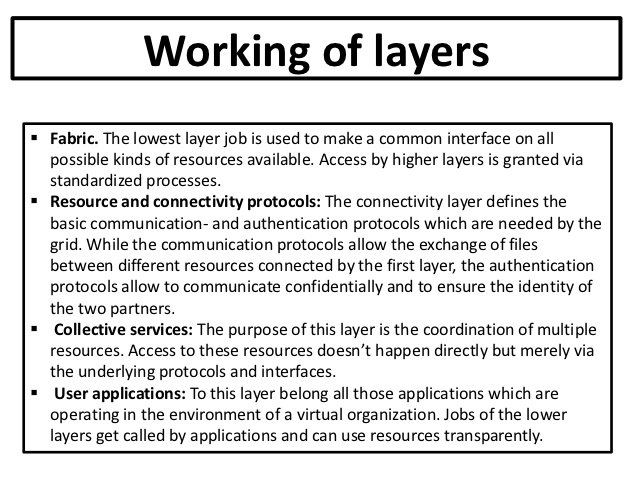 Working of layers
▪ Fabric. The lowest layer job is used to make a common interface on all
possible kinds of resources available. Access by higher layers is granted via
standardized processes.
▪ Resource and connectivity protocols: The connectivity layer defines the
basic communication- and authentication protocols which are needed by the
grid. While the communication protocols allow the exchange of files
between different resources connected by the first layer, the authentication
protocols allow to communicate confidentially and to ensure the identity of
the two partners.
▪ Collective services: The purpose of this layer is the coordination of multiple
resources. Access to these resources doesn’t happen directly but merely via
the underlying protocols and interfaces.
▪ User applications: To this layer belong all those applications which are
operating in the environment of a virtual organization. Jobs of the lower
layers get called by applications and can use resources transparently.